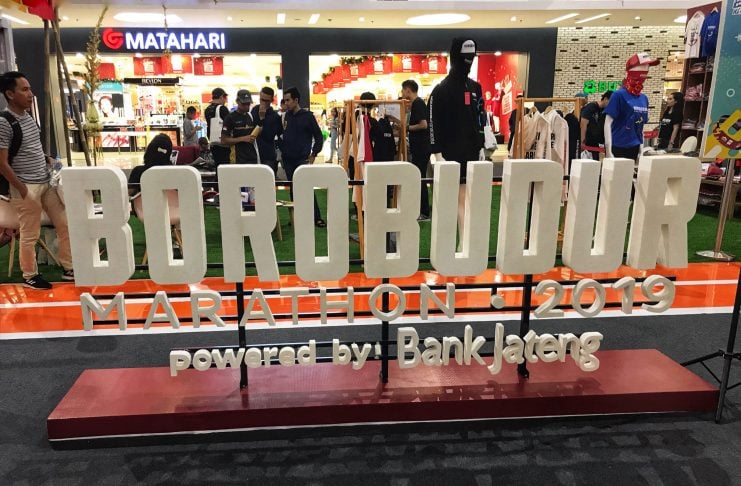 MATAHARI
REVLON
BOROBUDUR
MARATHON • 2019
powered by: Bank Jateng